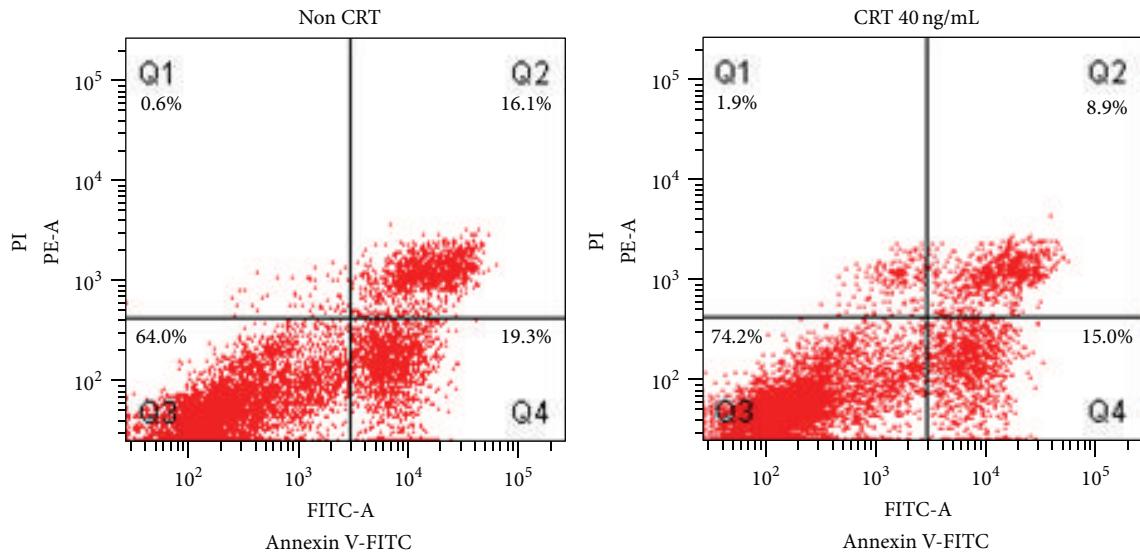 Non CRT
Q1
Q2
0.6%
16.1%
64.0%
19.3%
Q3
Q4
10^5
10^4
10^3
10^2
PI
PE-A
10^2
10^3
10^4
10^5
FITC-A
Annexin V-FITC
CRT 40 ng/mL
Q1
Q2
1.9%
8.9%
74.2%
15.0%
Q3
Q4
10^5
10^4
10^3
10^2
PI
PE-A
10^2
10^3
10^4
10^5
FITC-A
Annexin V-FITC